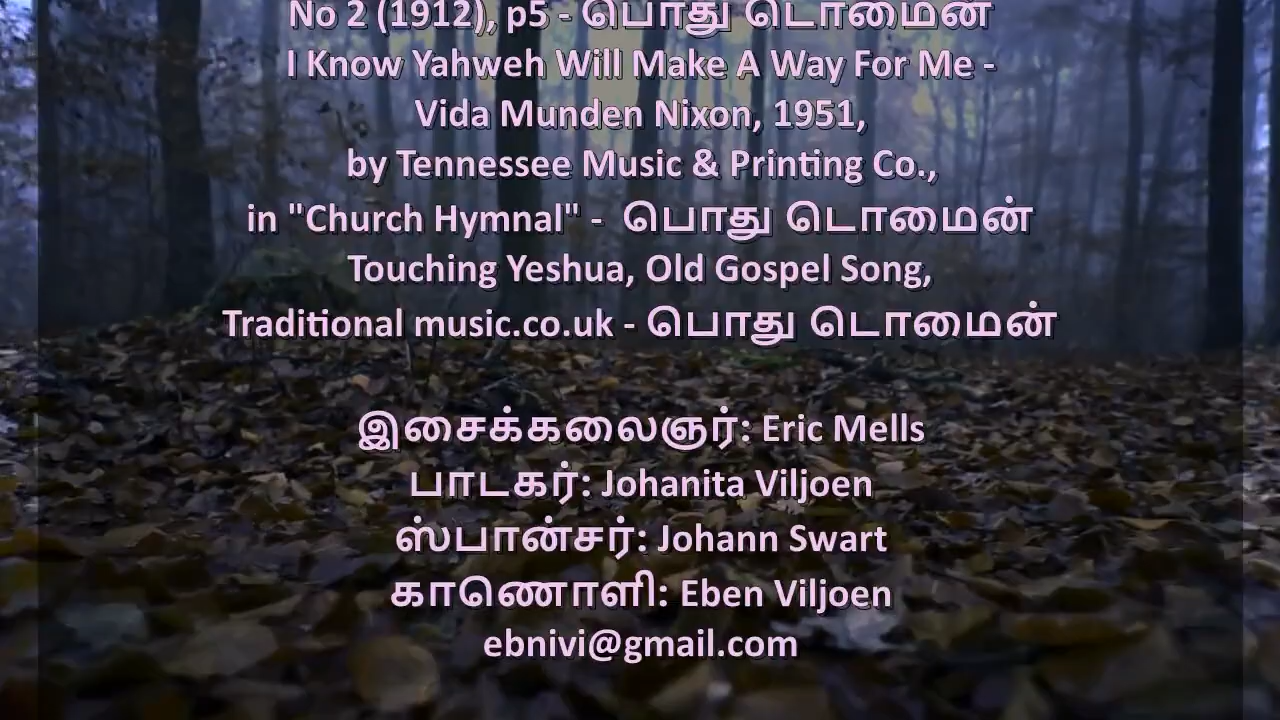 No 2 (1912), p5 - பொது டொமைன்
I Know Yahweh Will Make A Way For Me -
Vida Munden Nixon, 1951,
by Tennessee Music & Printing Co.,
in "Church Hymnal" - பொது டொமைன்
Touching Yeshua, Old Gospel Song,
Traditional music.co.uk - பொது டொமைன்
இசைக்கலைஞர்: Eric Mells
பாடகர்: Johanita Viljoen
ஸ்பான்சர்: Johann Swart
காணொளி: Eben Viljoen
ebnivi@gmail.com